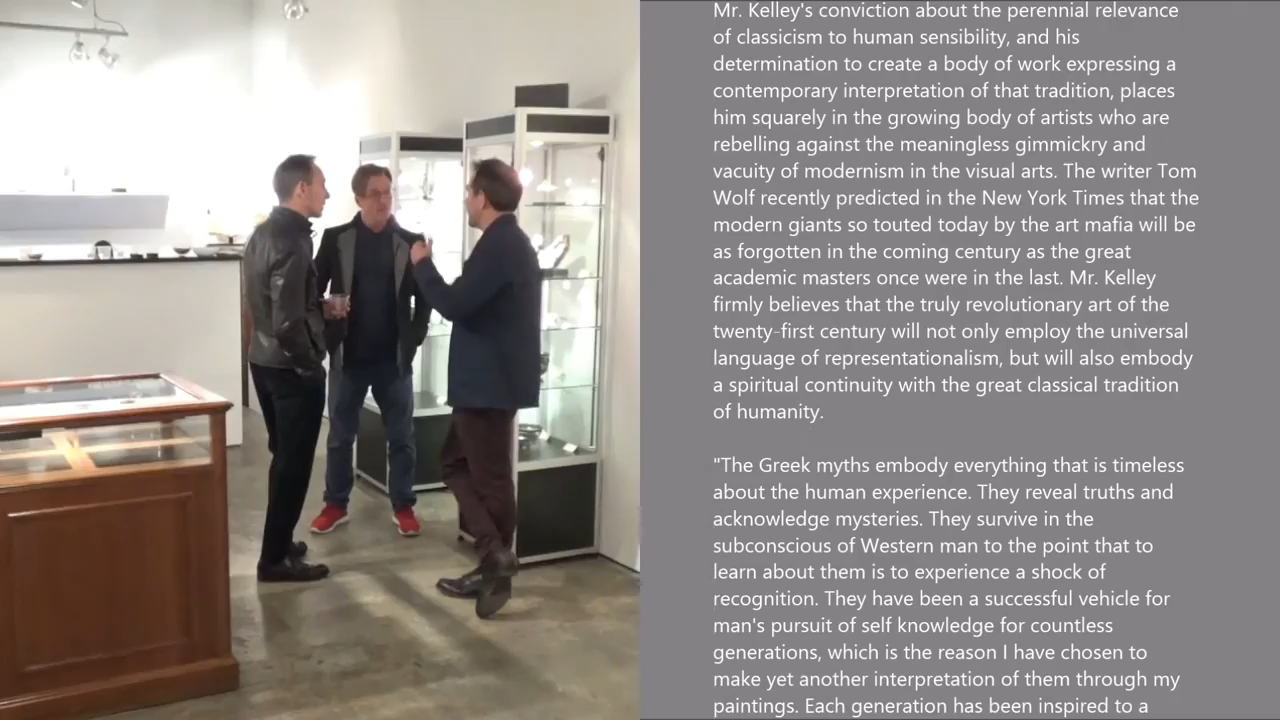 Mr. Kelley's conviction about the perennial relevance
of classicism to human sensibility, and his
determination to create a body of work expressing a
contemporary interpretation of that tradition, places
him squarely in the growing body of artists who are
rebelling against the meaningless gimmickry and
vacuity of modernism in the visual arts. The writer Tom
Wolf recently predicted in the New York Times that the
modern giants so touted today by the art mafia will be
as forgotten in the coming century as the great
academic masters once were in the last. Mr. Kelley
firmly believes that the truly revolutionary art of the
twenty-first century will not only employ the universal
language of representationalism, but will also embody
a spiritual continuity with the great classical tradition
of humanity.
"The Greek myths embody everything that is timeless
about the human experience. They reveal truths and
acknowledge mysteries. They survive in the
subconscious of Western man to the point that to
learn about them is to experience a shock of
recognition. They have been a successful vehicle for
man's pursuit of self knowledge for countless
generations, which is the reason I have chosen to
make yet another interpretation of them through my
paintings. Each generation has been inspired to a